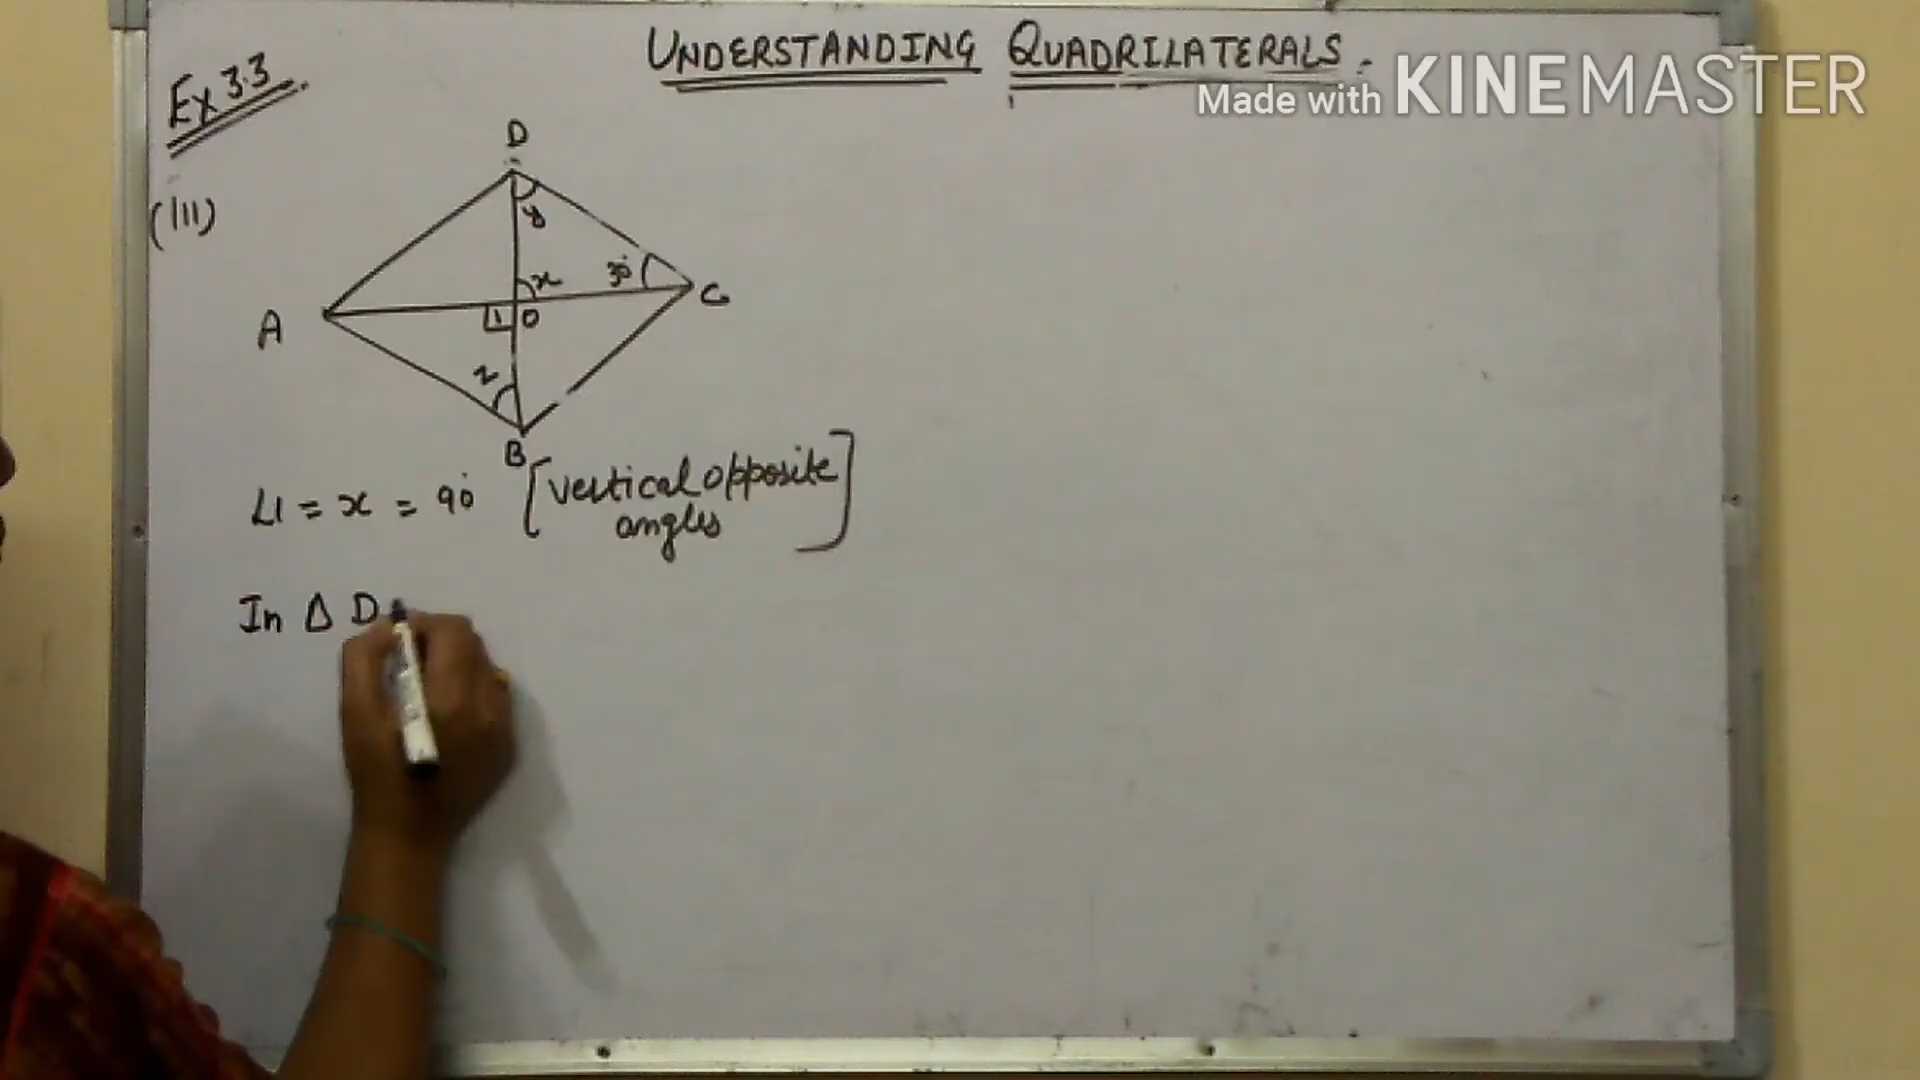 UNDERSTANDING QUADRILATERALS.
Made with KINEMASTER
Ex 3.3
(III)
D
y
x
30°
C
A
1
O
z
B
∠1 = x = 90° [vertical opposite
angles]
In Δ D